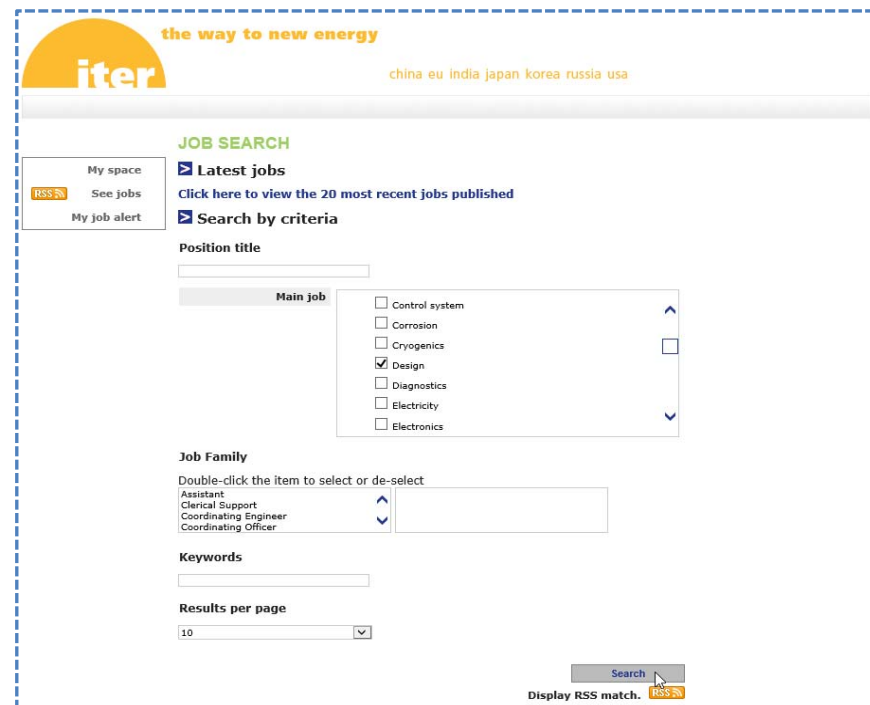 the way to new energy
iter
china eu india japan korea russia usa
JOB SEARCH
My space
RSS See jobs
My job alert
> Latest jobs
Click here to view the 20 most recent jobs published
> Search by criteria
Position title
Main job
Control system
Corrosion
Cryogenics
Design
Diagnostics
Electricity
Electronics
Job Family
Double-click the item to select or de-select
Assistant
Clerical Support
Coordinating Engineer
Coordinating Officer
Keywords
Results per page
10
Search
Display RSS match. RSS